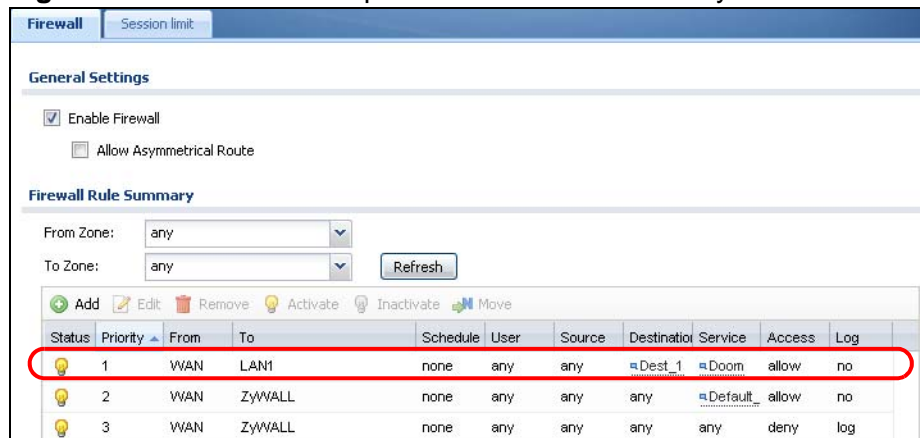 Firewall Session limit
General Settings
Enable Firewall
Allow Asymmetrical Route
Firewall Rule Summary
From Zone: any
To Zone: any Refresh
Add Edit Remove Activate Inactivate Move
Status Priority From To Schedule User Source Destination Service Access Log
1 WAN LAN1 none any any Dest_1 Doom allow no
2 WAN ZyWALL none any any any Default_ allow no
3 WAN ZyWALL none any any any any deny log